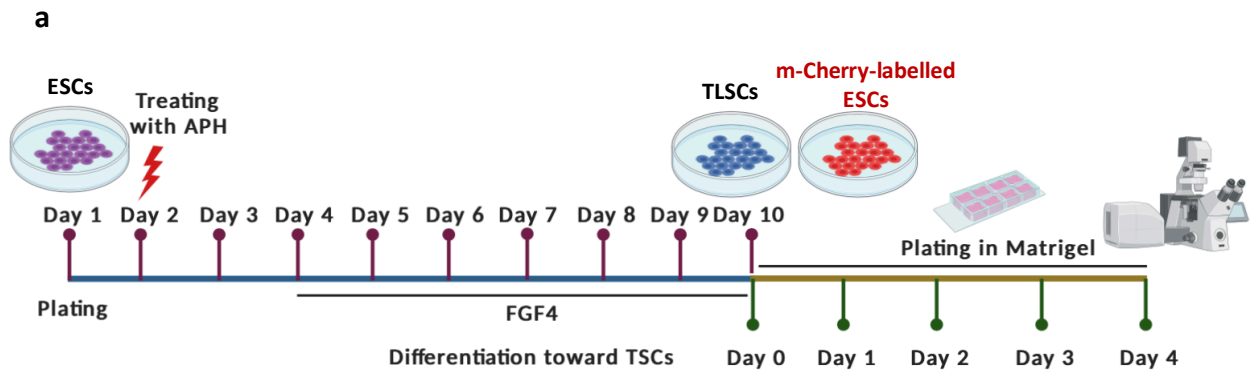 a
ESCs
Treating
with APH
TLSCs
m-Cherry-labelled
ESCs
Day 1 Day 2 Day 3 Day 4 Day 5 Day 6 Day 7 Day 8 Day 9 Day 10
Plating in Matrigel
Plating
FGF4
Differentiation toward TSCs
Day 0 Day 1 Day 2 Day 3 Day 4